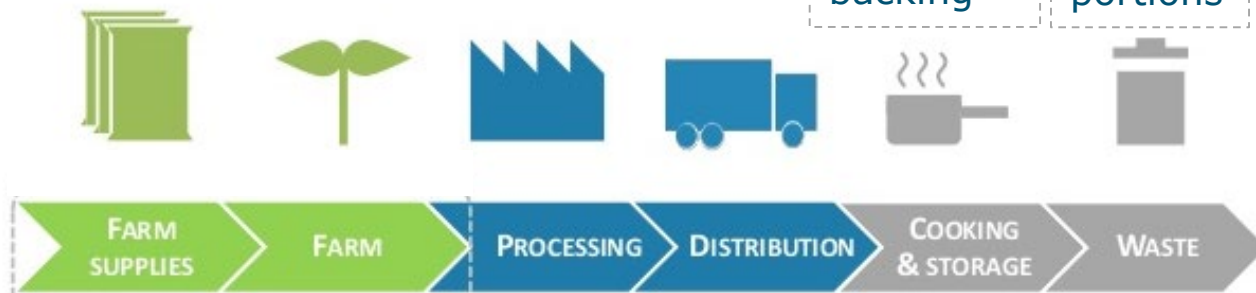 backing
portions
FARM
SUPPLIES
FARM
PROCESSING
DISTRIBUTION
COOKING
& STORAGE
WASTE